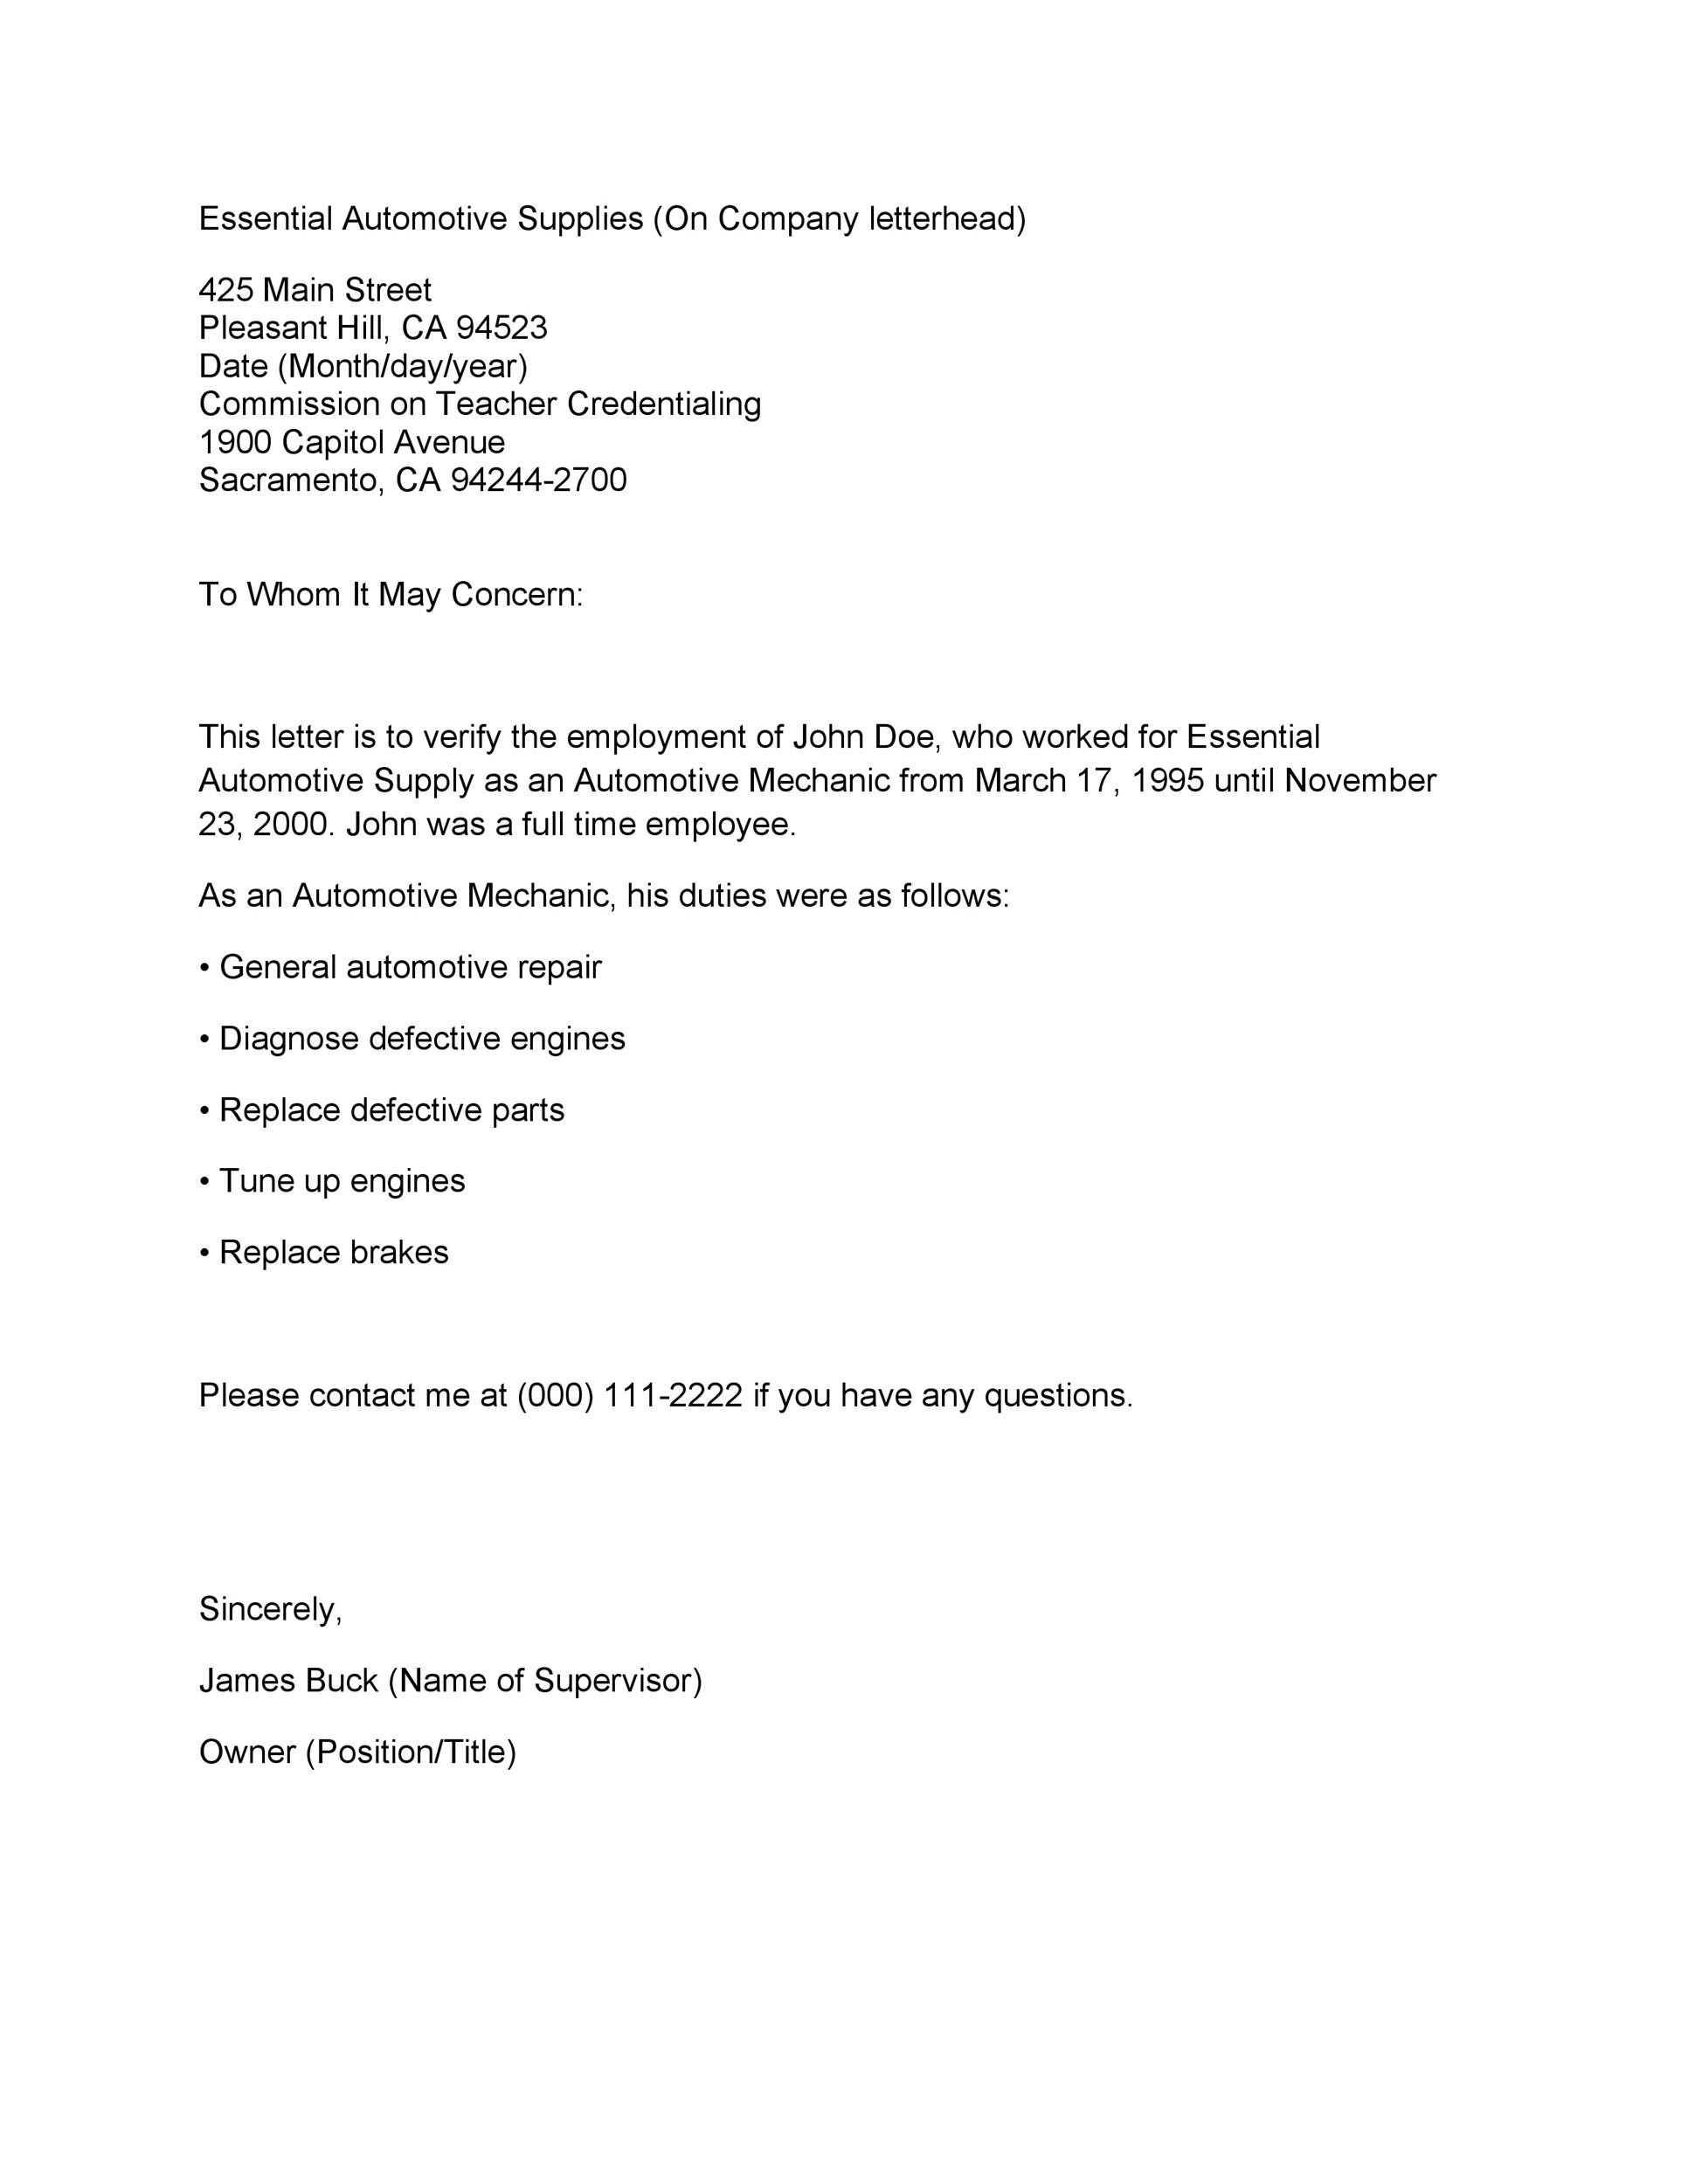 Essential Automotive Supplies (On Company letterhead)
425 Main Street
Pleasant Hill, CA 94523
Date (Month/day/year)
Commission on Teacher Credentialing
1900 Capitol Avenue
Sacramento, CA 94244-2700
To Whom It May Concern:
This letter is to verify the employment of John Doe, who worked for Essential
Automotive Supply as an Automotive Mechanic from March 17, 1995 until November
23, 2000. John was a full time employee.
As an Automotive Mechanic, his duties were as follows:
• General automotive repair
• Diagnose defective engines
• Replace defective parts
• Tune up engines
• Replace brakes
Please contact me at (000) 111-2222 if you have any questions.
Sincerely,
James Buck (Name of Supervisor)
Owner (Position/Title)